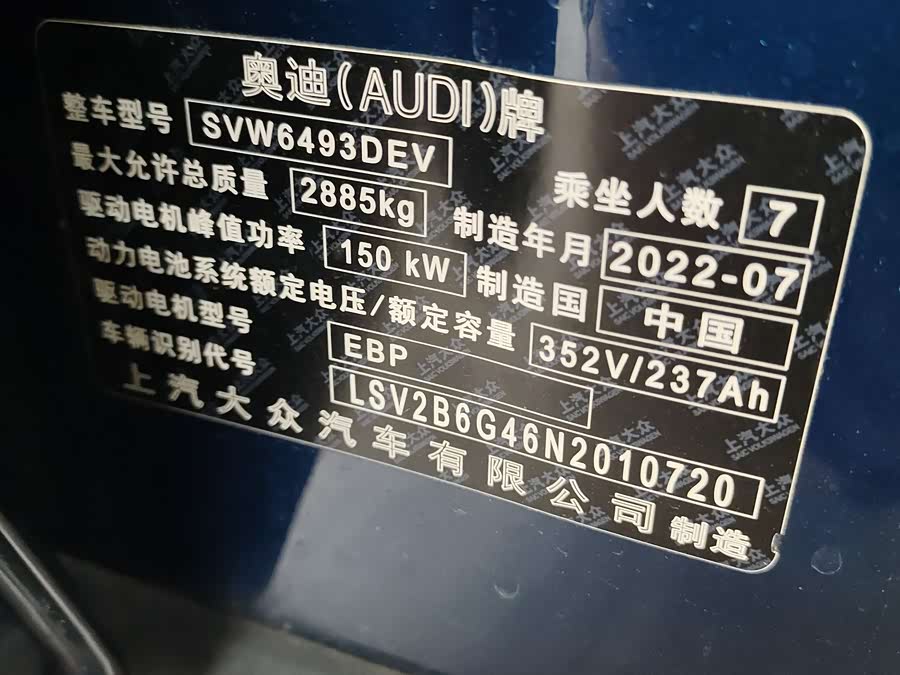 奥迪(AUDI)牌
整车型号 SVW6493DEV
最大允许总质量 2885kg 乘坐人数 7
驱动电机峰值功率 150 kW 制造年月 2022-07
动力电池系统额定电压/额定容量 352V/237Ah 制造国 中国
驱动电机型号 EBP
车辆识别代号 LSV2B6G46N2010720
上汽大众汽车有限公司制造